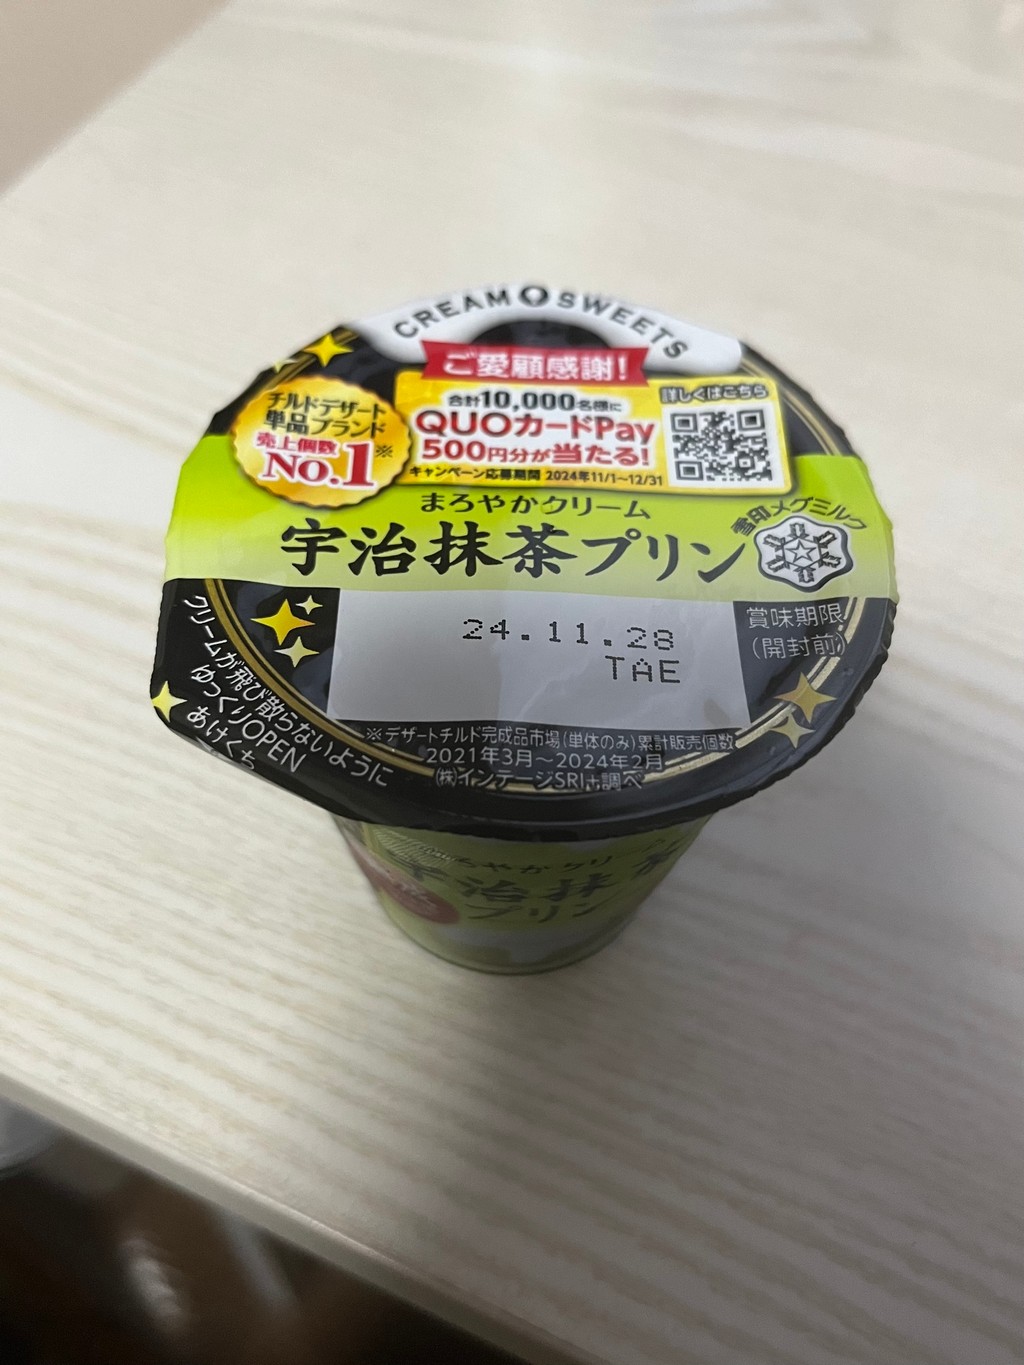 CREAM SWEETS
ご愛顧感謝!
チルドデザート
単品ブランド
売上個数
No.1※
合計10,000名様に
QUOカードPay
500円分が当たる!
キャンペーン応募期間 2024年11/1~12/31
詳しくはこちら
まろやかクリーム
宇治抹茶プリン
雪印メグミルク
24.11.28
TAE
賞味期限
(開封前)
クリームが飛び散らないように
ゆっくりOPEN
あけくち
※デザートチルド完成品市場(単体のみ)累計販売個数
2021年3月~2024年2月
㈱インテージSRI+調べ
まろやかクリー
宇治抹茶
プリン